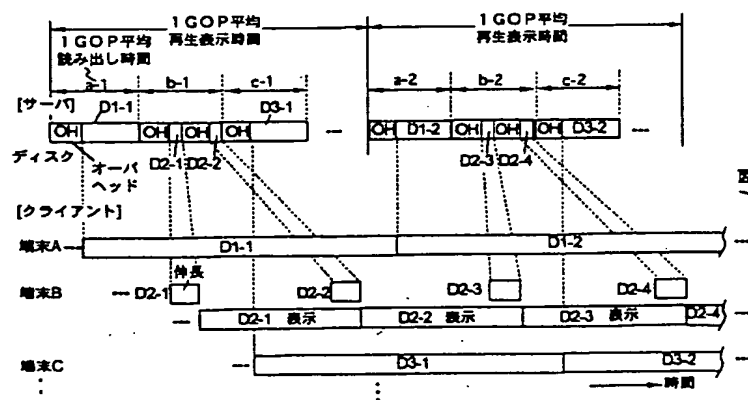 1GOP平均
再生表示時間
1GOP平均
再生表示時間
1GOP平均
読み出し時間
a-1
b-1
c-1
a-2
b-2
c-2
[サーバ]
D1-1
D3-1
OH
OH
OH
OH
OH
D1-2
OH
OH
OH
D3-2
ディスク
オーバ
ヘッド
D2-1
D2-2
D2-3
D2-4
[クライアント]
端末A
D1-1
D1-2
伸長
端末B
D2-1
D2-2
D2-3
D2-4
D2-1 表示
D2-2 表示
D2-3 表示
D2-4
端末C
D3-1
D3-2
時間